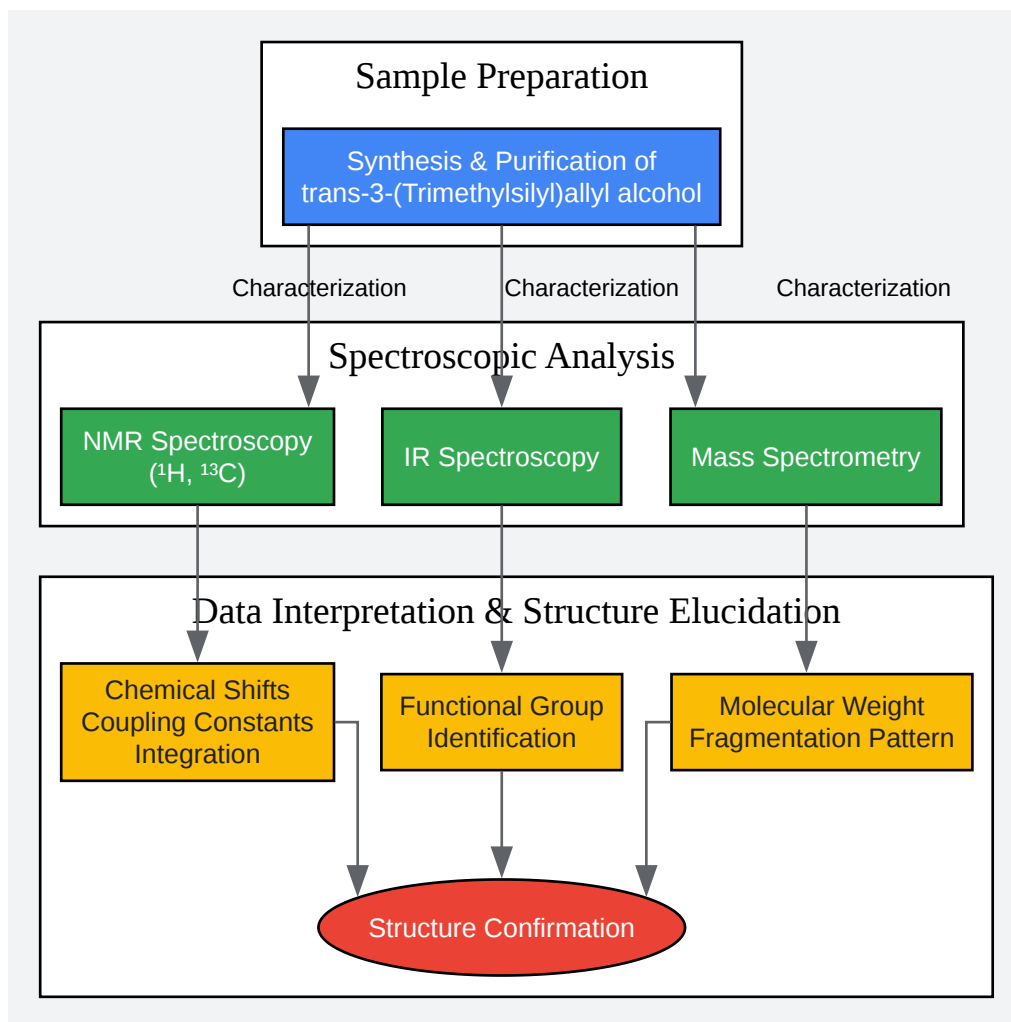 Sample Preparation
Synthesis & Purification of
trans-3-(Trimethylsilyl)allyl alcohol
Characterization
Characterization
Characterization
Spectroscopic Analysis
NMR Spectroscopy
(¹H, ¹³C)
IR Spectroscopy
Mass Spectrometry
Data Interpretation & Structure Elucidation
Chemical Shifts
Coupling Constants
Integration
Functional Group
Identification
Molecular Weight
Fragmentation Pattern
Structure Confirmation